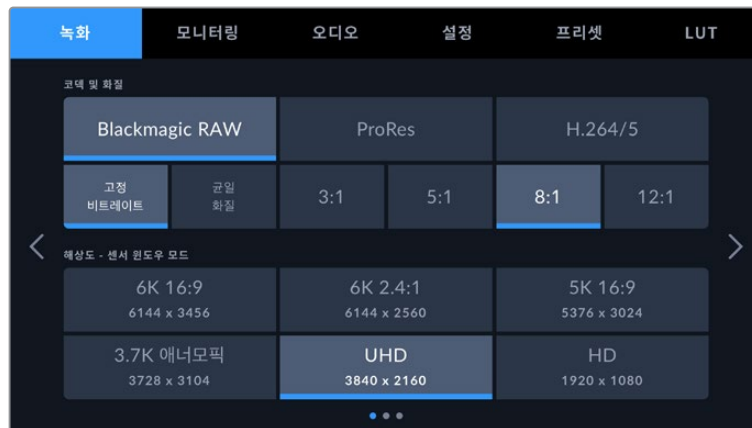 녹화 모니터링 오디오 설정 프리셋 LUT
코덱 및 화질
Blackmagic RAW ProRes H.264/5
고정 비트레이트 균일 화질 3:1 5:1 8:1 12:1
해상도 - 센서 윈도우 모드
6K 16:9 6K 2.4:1 5K 16:9
6144 x 3456 6144 x 2560 5376 x 3024
3.7K 애너모픽 UHD HD
3728 x 3104 3840 x 2160 1920 x 1080